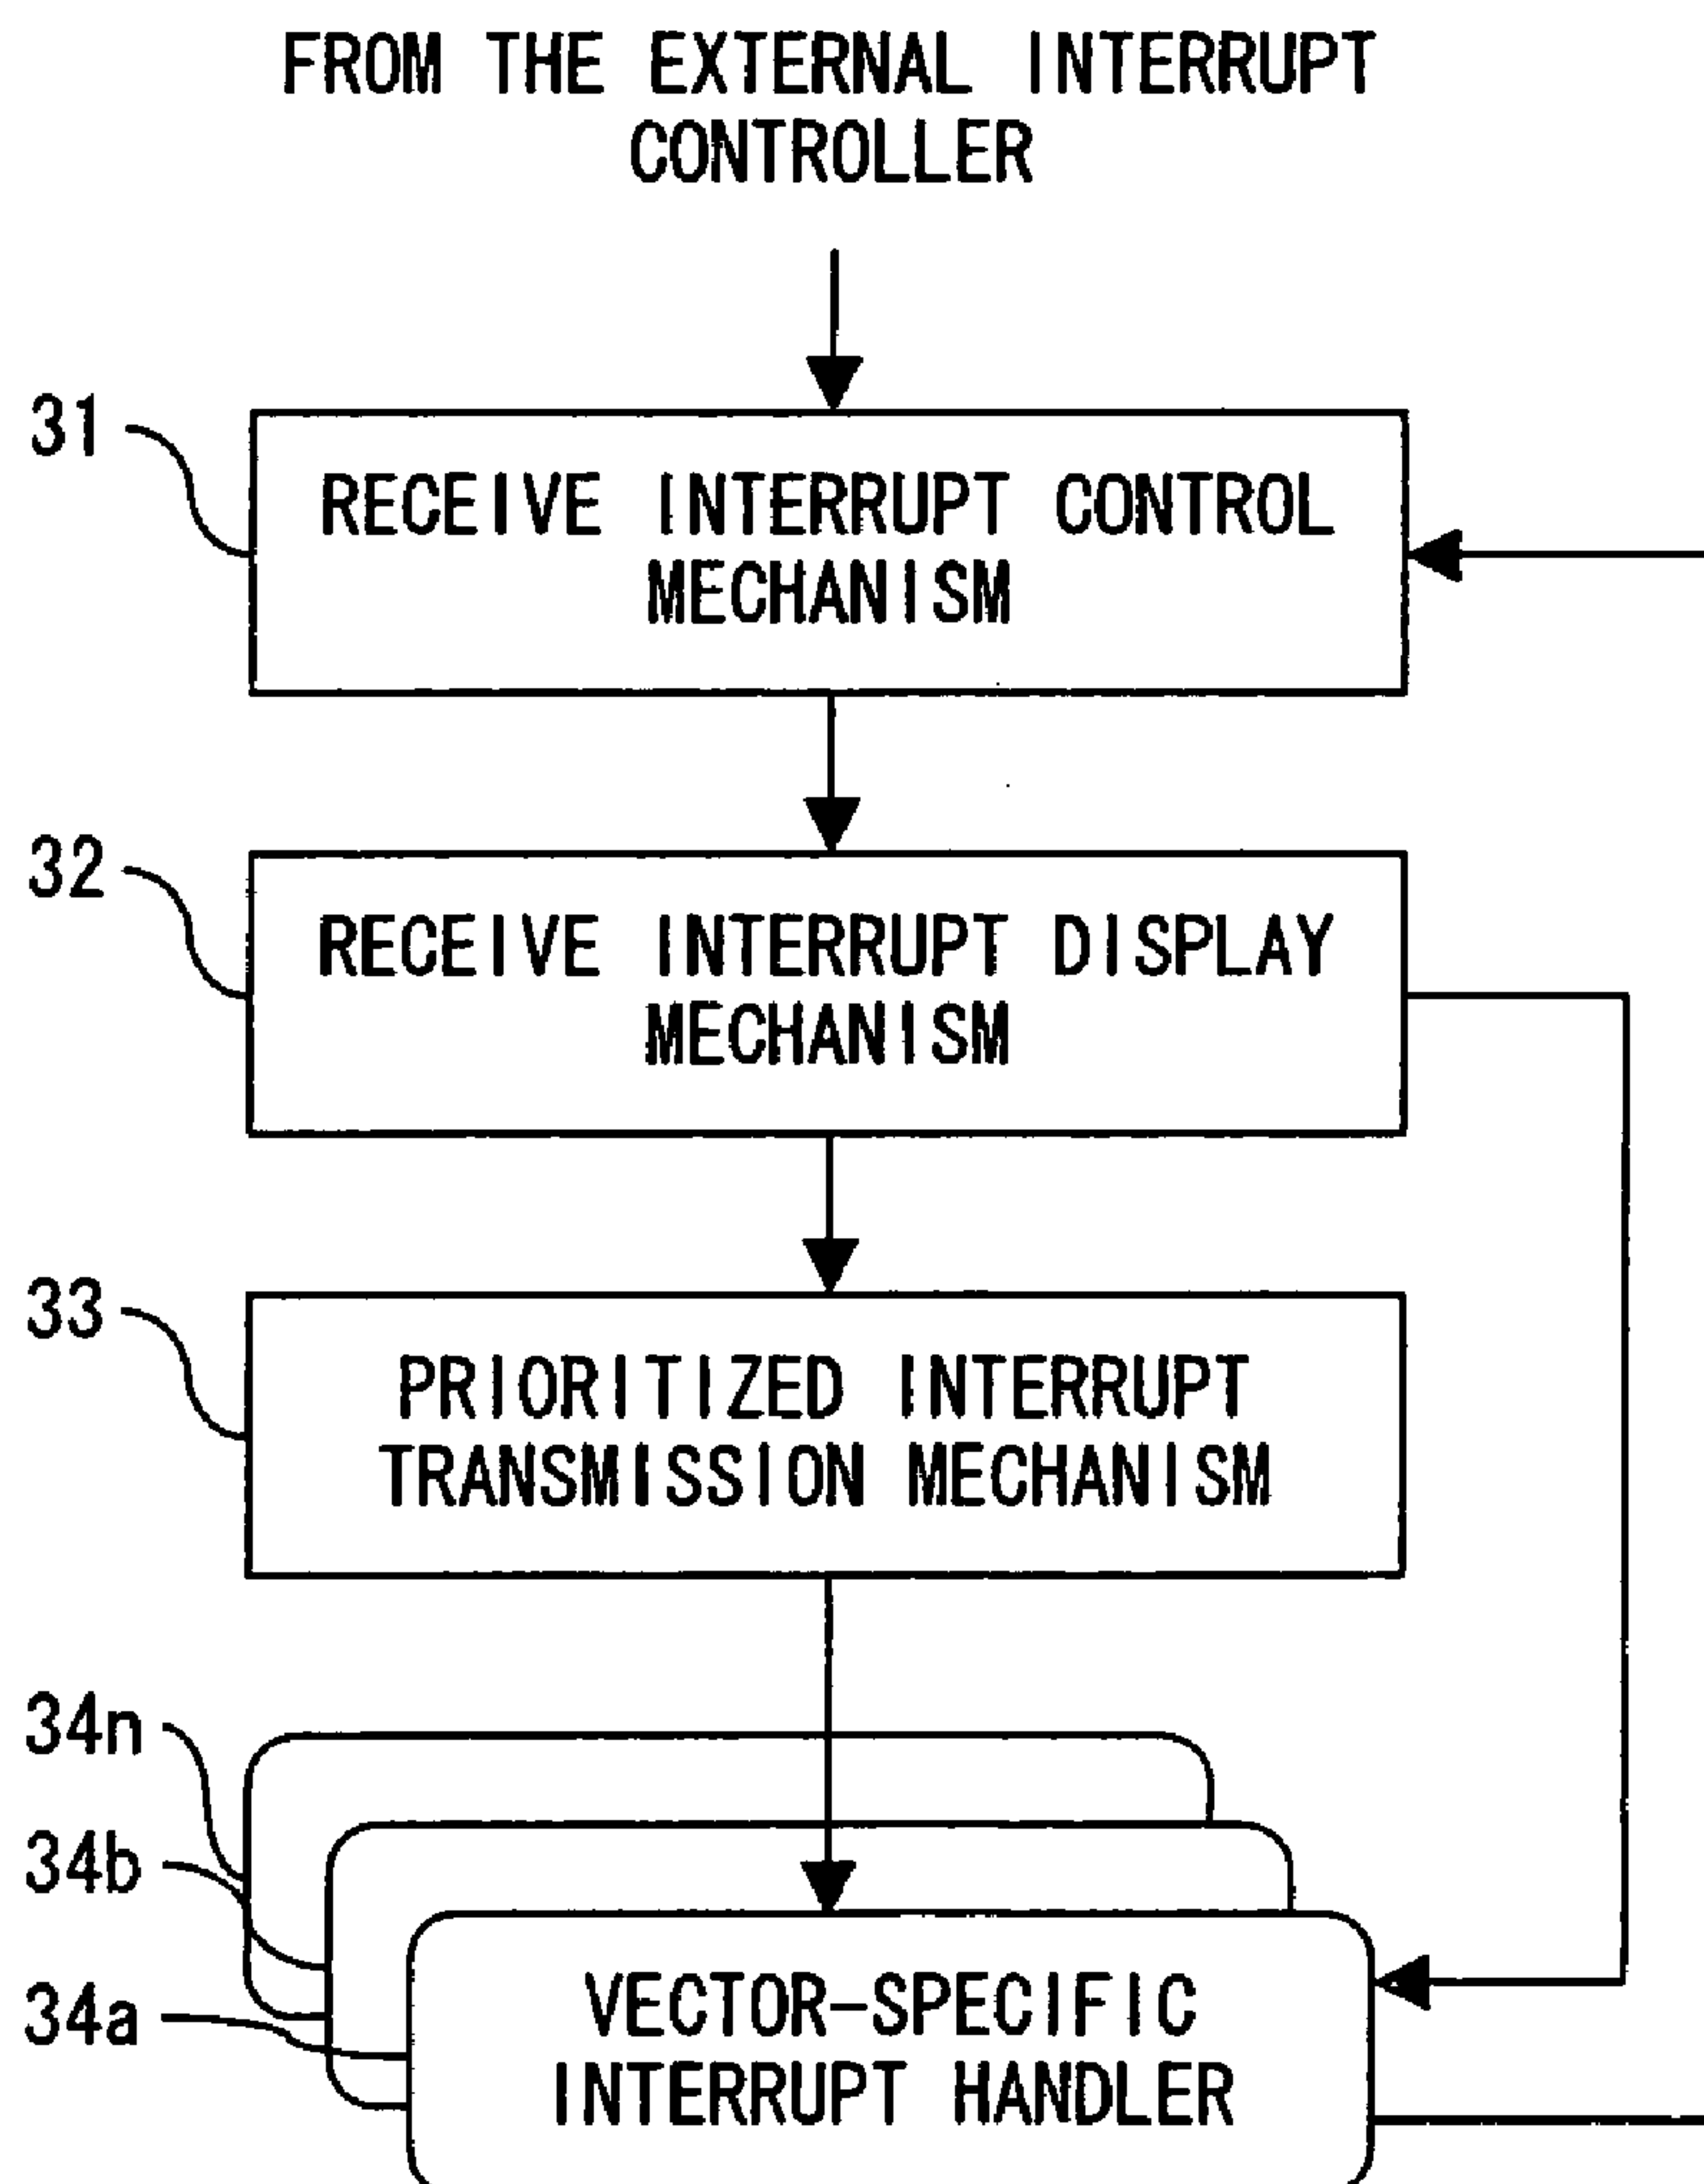 FROM THE EXTERNAL INTERRUPT
CONTROLLER
31
RECEIVE INTERRUPT CONTROL
MECHANISM
32
RECEIVE INTERRUPT DISPLAY
MECHANISM
33
PRIORITIZED INTERRUPT
TRANSMISSION MECHANISM
34n
34b
34a
VECTOR-SPECIFIC
INTERRUPT HANDLER